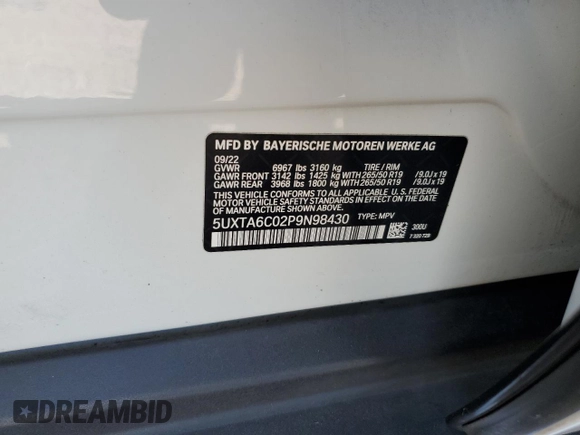 MFD BY BAYERISCHE MOTOREN WERKE AG
09/22
GVWR 6967 lbs 3160 kg TIRE / RIM
GAWR FRONT 3142 lbs 1425 kg WITH 265/50 R19 / 9.0J x 19
GAWR REAR 3968 lbs 1800 kg WITH 265/50 R19 / 9.0J x 19
THIS VEHICLE CONFORMS TO ALL APPLICABLE U. S. FEDERAL
MOTOR VEHICLE SAFETY STANDARDS IN EFFECT ON THE DATE
OF MANUFACTURE SHOWN ABOVE.
5UXTA6C02P9N98430 TYPE: MPV
300U
7 320 720
DREAMBID